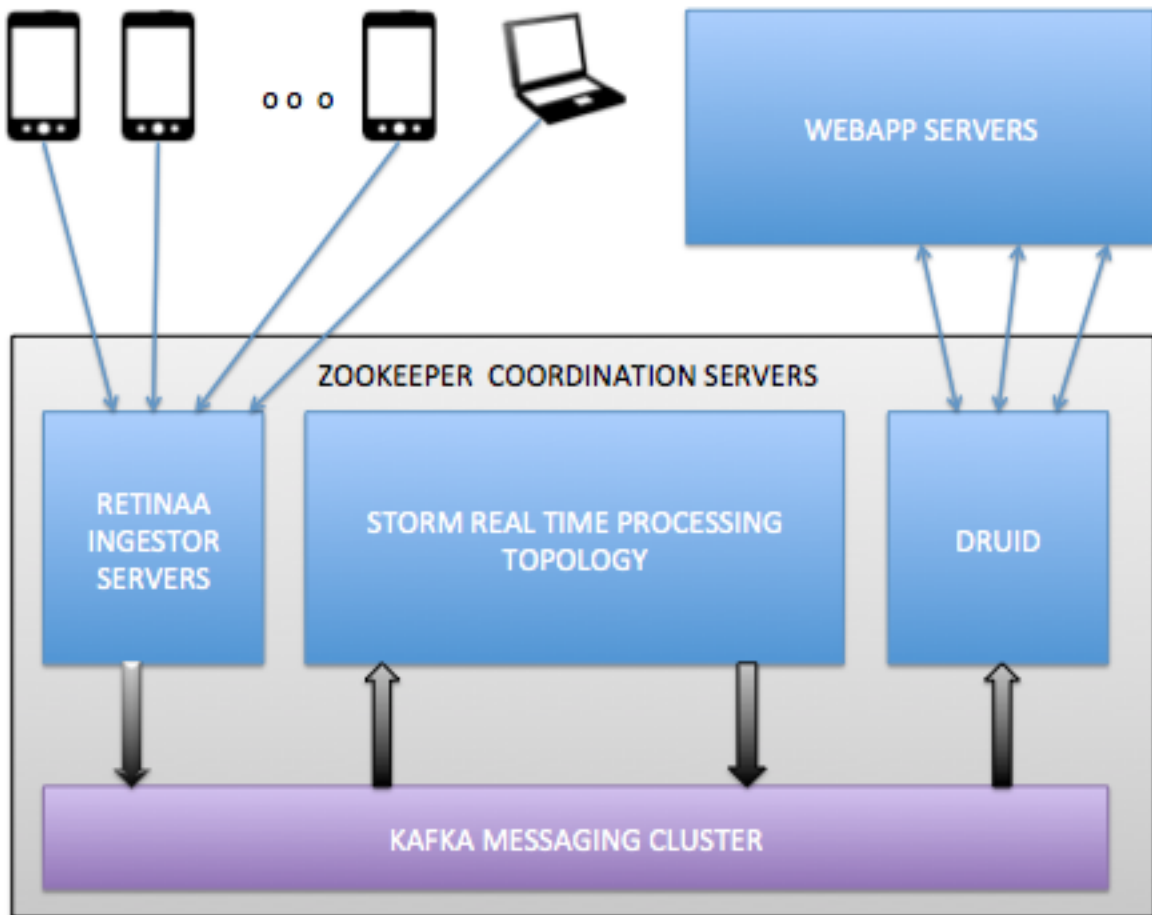 o o o
WEBAPP SERVERS
ZOOKEEPER COORDINATION SERVERS
RETINAA
INGESTOR
SERVERS
STORM REAL TIME PROCESSING
TOPOLOGY
DRUID
KAFKA MESSAGING CLUSTER